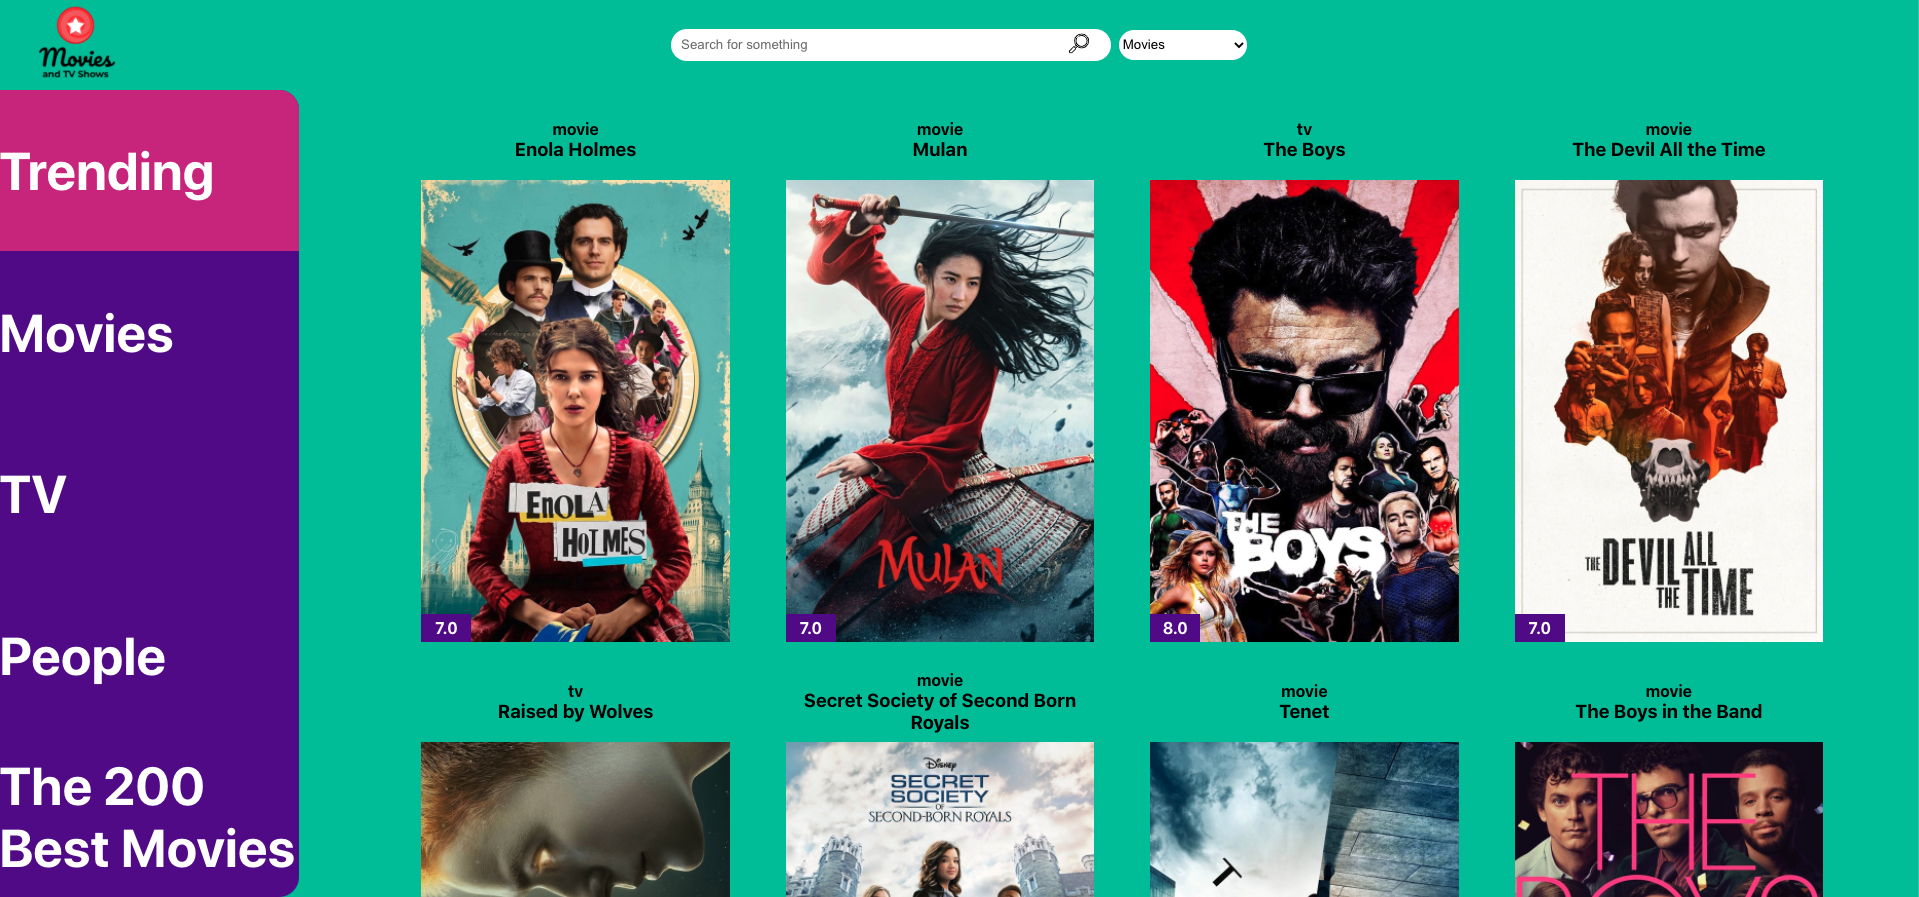 Movies
and TV Shows
Search for something
Movies
Trending
Movies
TV
People
The 200
Best Movies
movie
Enola Holmes
movie
Mulan
tv
The Boys
movie
The Devil All the Time
ENOLA
HOLMES
7.0
MULAN
7.0
THE
BOYS
8.0
THE DEVIL ALL
THE TIME
7.0
tv
Raised by Wolves
movie
Secret Society of Second Born
Royals
movie
Tenet
movie
The Boys in the Band
Disney
SECRET
SOCIETY
OF
SECOND-BORN ROYALS
T
THE
BOYS